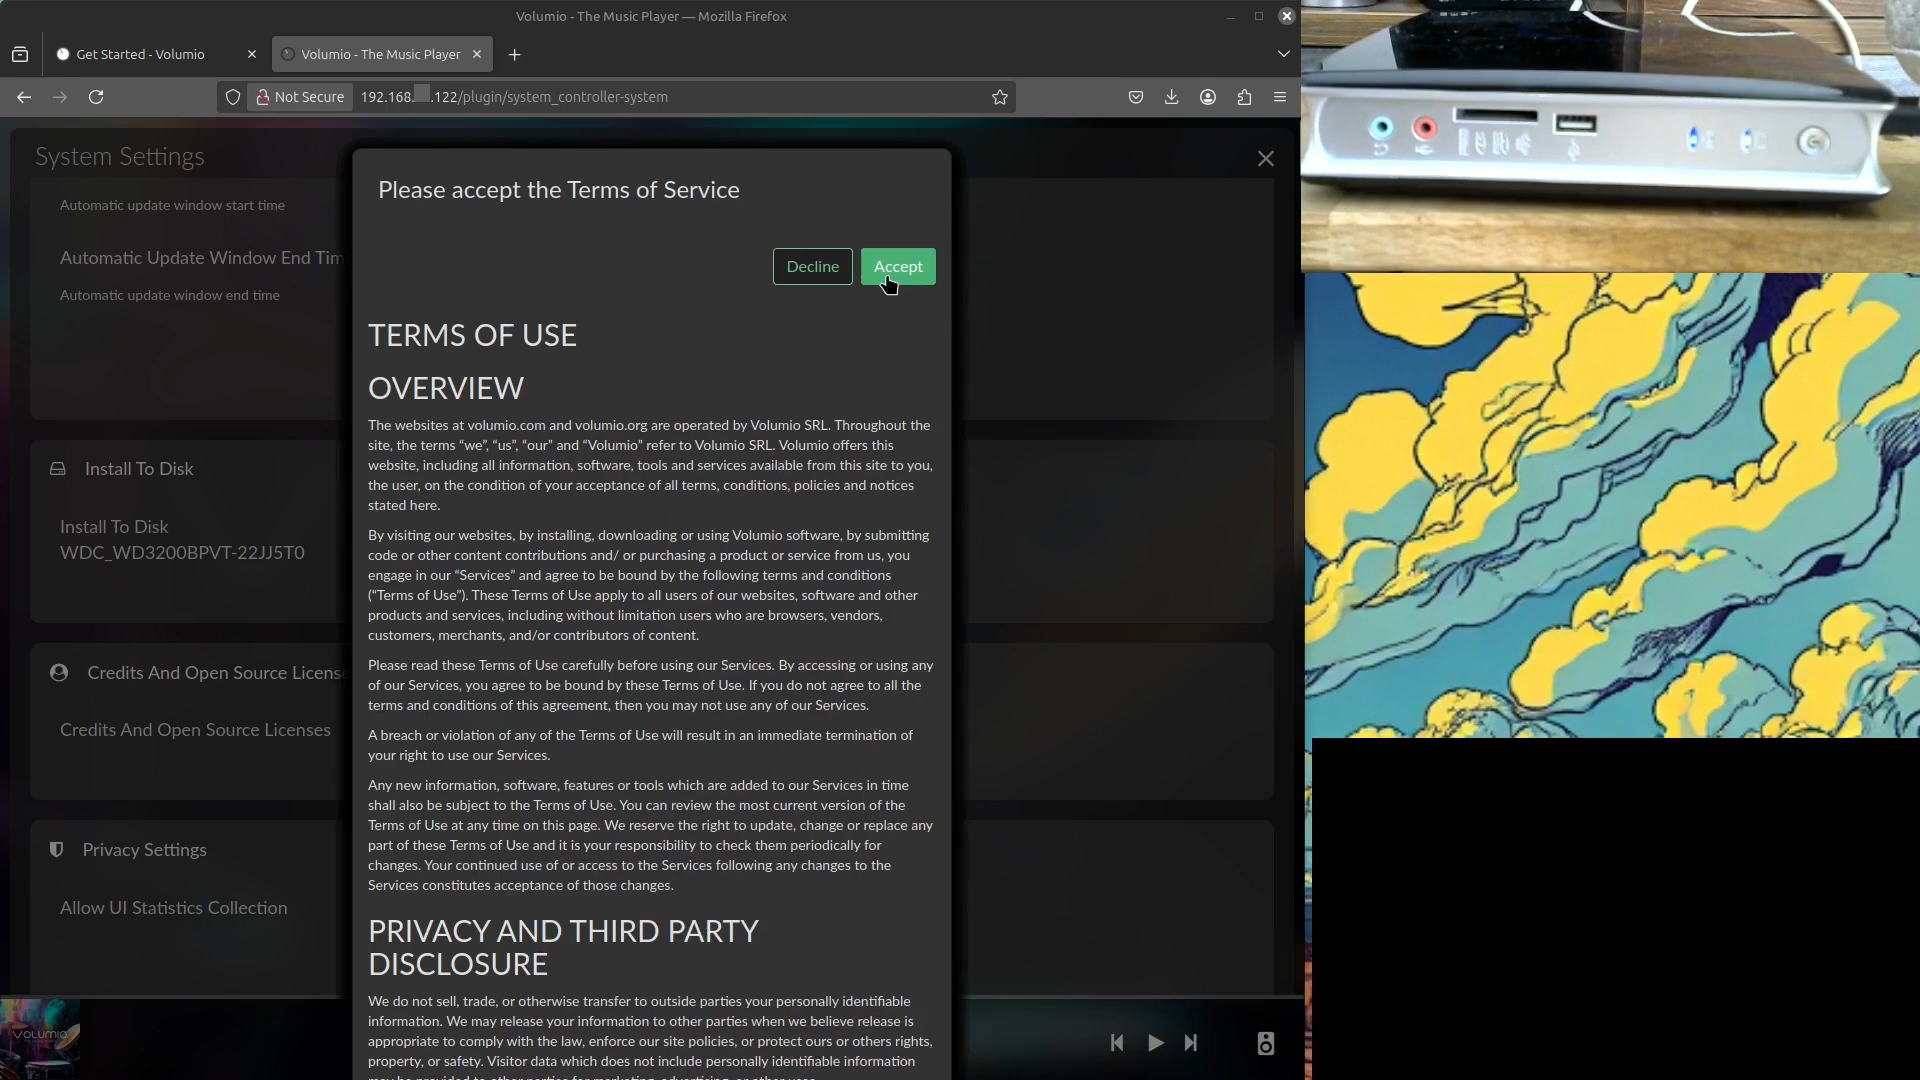 Volumio - The Music Player — Mozilla Firefox
Get Started - Volumio
Volumio - The Music Player
Not Secure
192.168. .122/plugin/system_controller-system
System Settings
Automatic update window start time
Automatic Update Window End Tim
Automatic update window end time
Install To Disk
Install To Disk
WDC_WD3200BPVT-22JJ5T0
Credits And Open Source License
Credits And Open Source Licenses
Privacy Settings
Allow UI Statistics Collection
VOLUMIO
Please accept the Terms of Service
Decline
Accept
TERMS OF USE
OVERVIEW
The websites at volumio.com and volumio.org are operated by Volumio SRL. Throughout the
site, the terms “we”, “us”, “our” and “Volumio” refer to Volumio SRL. Volumio offers this
website, including all information, software, tools and services available from this site to you,
the user, on the condition of your acceptance of all terms, conditions, policies and notices
stated here.
By visiting our websites, by installing, downloading or using Volumio software, by submitting
code or other content contributions and/ or purchasing a product or service from us, you
engage in our “Services” and agree to be bound by the following terms and conditions
(“Terms of Use”). These Terms of Use apply to all users of our websites, software and other
products and services, including without limitation users who are browsers, vendors,
customers, merchants, and/or contributors of content.
Please read these Terms of Use carefully before using our Services. By accessing or using any
of our Services, you agree to be bound by these Terms of Use. If you do not agree to all the
terms and conditions of this agreement, then you may not use any of our Services.
A breach or violation of any of the Terms of Use will result in an immediate termination of
your right to use our Services.
Any new information, software, features or tools which are added to our Services in time
shall also be subject to the Terms of Use. You can review the most current version of the
Terms of Use at any time on this page. We reserve the right to update, change or replace any
part of these Terms of Use and it is your responsibility to check them periodically for
changes. Your continued use of or access to the Services following any changes to the
Services constitutes acceptance of those changes.
PRIVACY AND THIRD PARTY
DISCLOSURE
We do not sell, trade, or otherwise transfer to outside parties your personally identifiable
information. We may release your information to other parties when we believe release is
appropriate to comply with the law, enforce our site policies, or protect ours or others rights,
property, or safety. Visitor data which does not include personally identifiable information